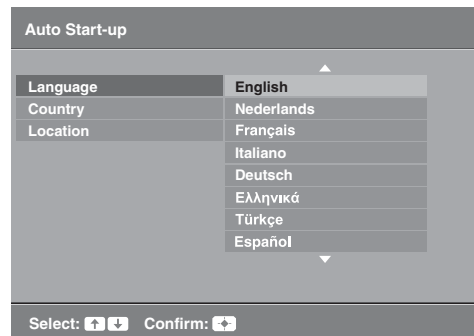 Auto Start-up
Language
Country
Location
English
Nederlands
Français
Italiano
Deutsch
Ελληνικά
Türkçe
Español
Select: Confirm: